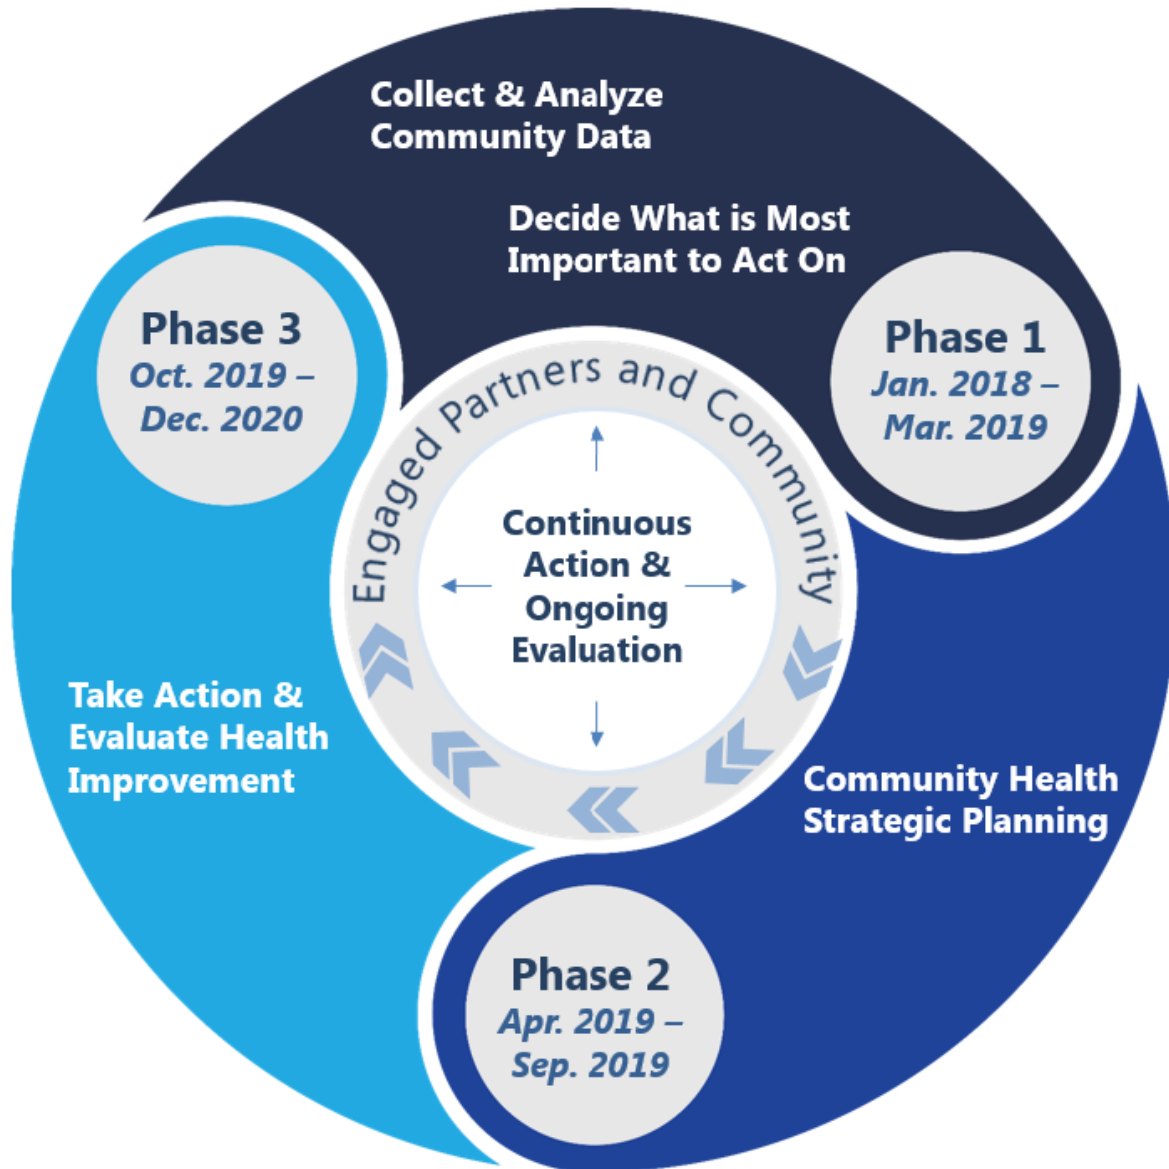 Collect & Analyze
Community Data
Decide What is Most
Important to Act On
Phase 1
Jan. 2018 –
Mar. 2019
Community Health
Strategic Planning
Phase 2
Apr. 2019 –
Sep. 2019
Take Action &
Evaluate Health
Improvement
Phase 3
Oct. 2019 –
Dec. 2020
Engaged Partners and Community
Continuous
Action &
Ongoing
Evaluation